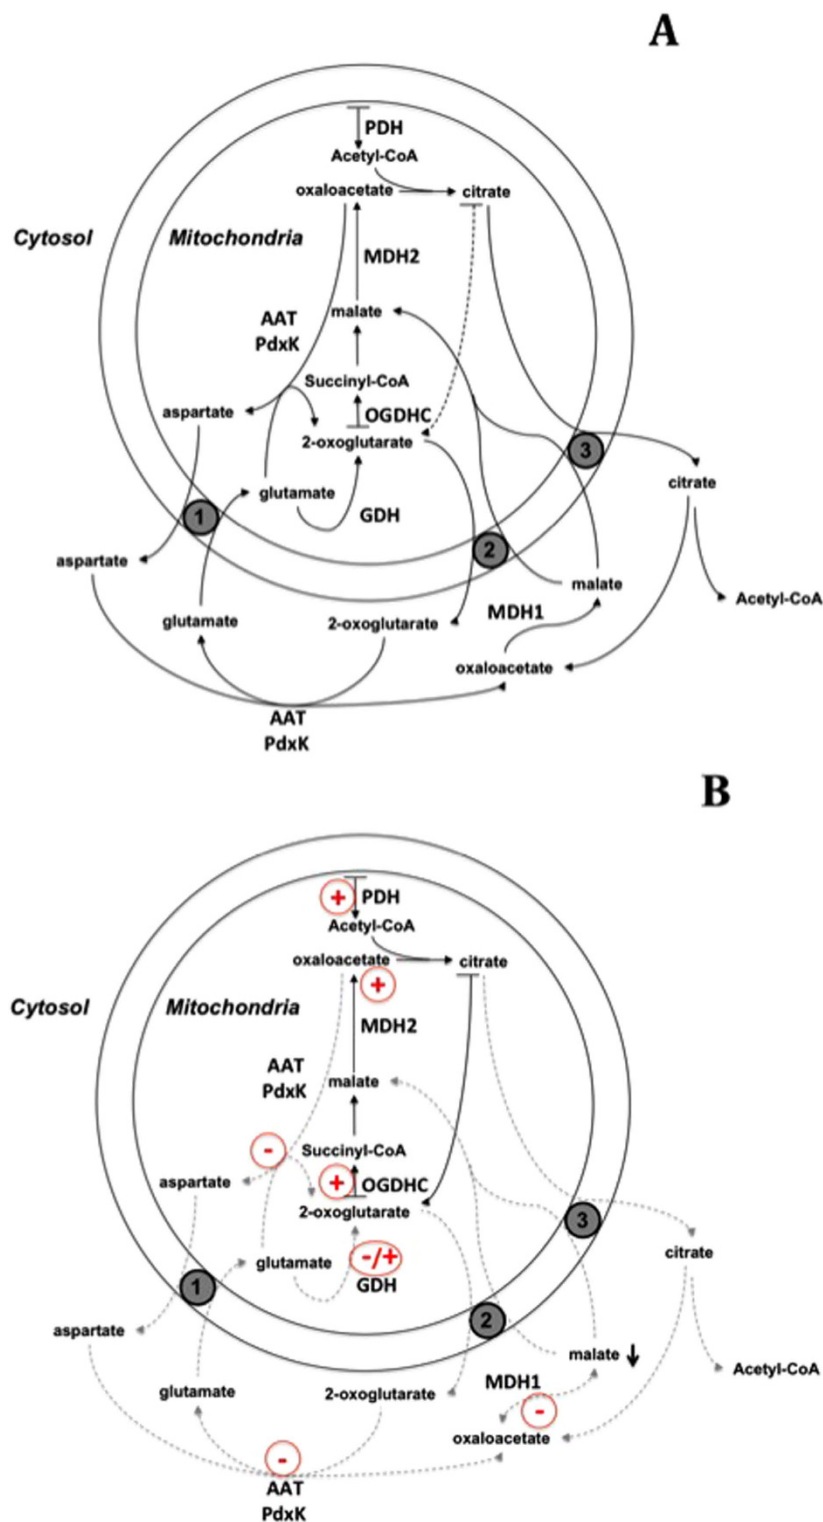 A
PDH
Acetyl-CoA
oxaloacetate
citrate
Cytosol
Mitochondria
MDH2
malate
AAT
PdxK
Succinyl-CoA
aspartate
OGDHC
2-oxoglutarate
3
citrate
glutamate
GDH
1
2
aspartate
malate
Acetyl-CoA
glutamate
2-oxoglutarate
MDH1
oxaloacetate
AAT
PdxK
B
+
PDH
Acetyl-CoA
oxaloacetate
citrate
+
Cytosol
Mitochondria
MDH2
AAT
PdxK
malate
-
Succinyl-CoA
aspartate
+
OGDHC
2-oxoglutarate
3
citrate
glutamate
-/+
GDH
1
2
aspartate
malate
Acetyl-CoA
glutamate
2-oxoglutarate
MDH1
-
oxaloacetate
-
AAT
PdxK